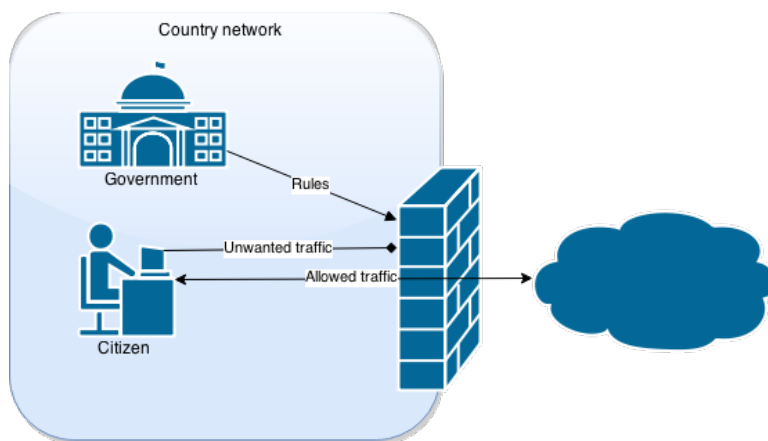 Country network
Government
Rules
Unwanted traffic
Allowed traffic
Citizen